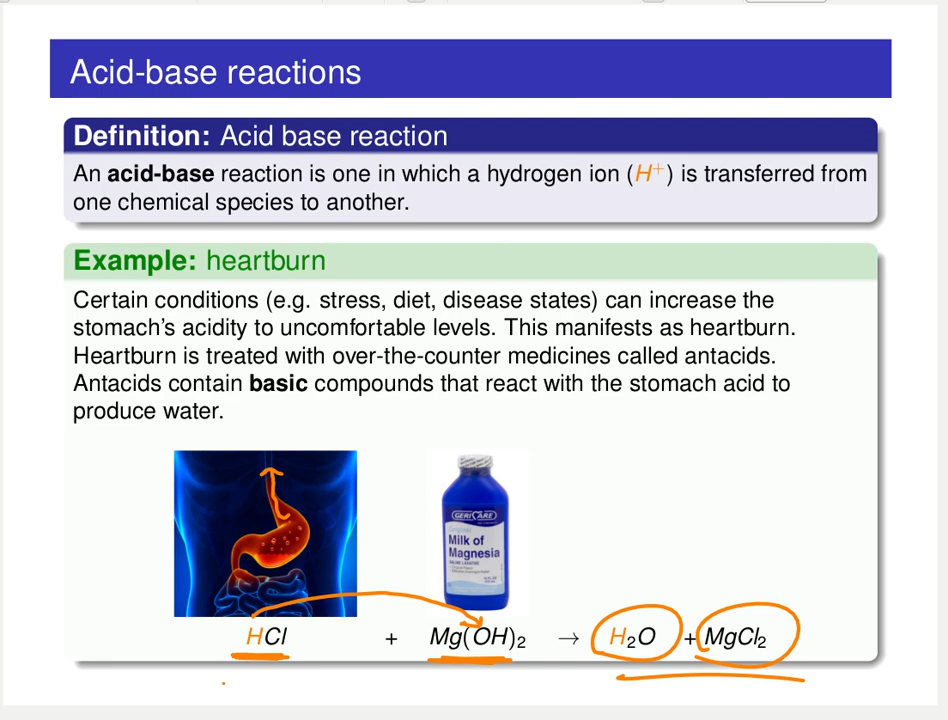 Acid-base reactions
Definition: Acid base reaction
An acid-base reaction is one in which a hydrogen ion (H⁺) is transferred from
one chemical species to another.
Example: heartburn
Certain conditions (e.g. stress, diet, disease states) can increase the
stomach's acidity to uncomfortable levels. This manifests as heartburn.
Heartburn is treated with over-the-counter medicines called antacids.
Antacids contain basic compounds that react with the stomach acid to
produce water.
GERI CARE
Milk of
Magnesia
HCl + Mg(OH)₂ → H₂O + MgCl₂